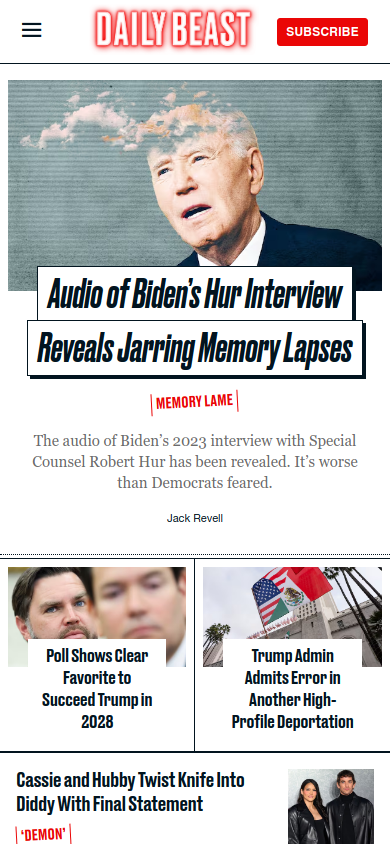 DAILY BEAST
SUBSCRIBE
Audio of Biden's Hur Interview
Reveals Jarring Memory Lapses
MEMORY LAME
The audio of Biden's 2023 interview with Special
Counsel Robert Hur has been revealed. It's worse
than Democrats feared.
Jack Revell
Poll Shows Clear
Favorite to
Succeed Trump in
2028
Trump Admin
Admits Error in
Another High-
Profile Deportation
Cassie and Hubby Twist Knife Into
Diddy With Final Statement
‘DEMON’